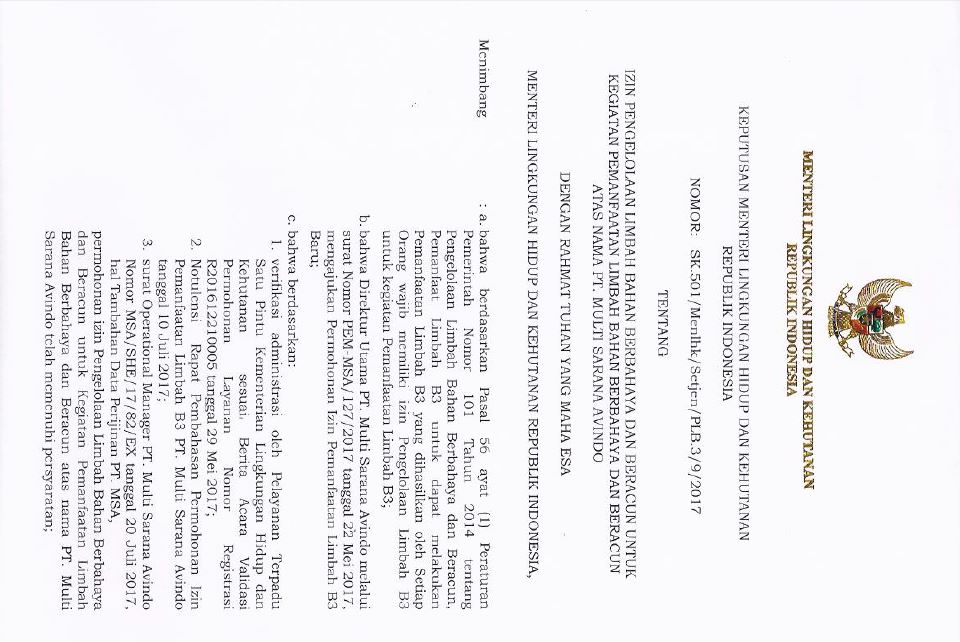 MENTERI LINGKUNGAN HIDUP DAN KEHUTANAN
REPUBLIK INDONESIA
KEPUTUSAN MENTERI LINGKUNGAN HIDUP DAN KEHUTANAN
REPUBLIK INDONESIA
NOMOR: SK.501/Menlhk/Setjen/PLB.3/9/2017
TENTANG
IZIN PENGELOLAAN LIMBAH BAHAN BERBAHAYA DAN BERACUN UNTUK
KEGIATAN PEMANFAATAN LIMBAH BAHAN BERBAHAYA DAN BERACUN
ATAS NAMA PT. MULTI SARANA AVINDO
DENGAN RAHMAT TUHAN YANG MAHA ESA
MENTERI LINGKUNGAN HIDUP DAN KEHUTANAN REPUBLIK INDONESIA,
Menimbang : a. bahwa berdasarkan Pasal 56 ayat (1) Peraturan
Pemerintah Nomor 101 Tahun 2014 tentang
Pengelolaan Limbah Bahan Berbahaya dan Beracun,
Pemanfaat Limbah B3 untuk dapat melakukan
Pemanfaatan Limbah B3 yang dihasilkan oleh Setiap
Orang wajib memiliki izin Pengelolaan Limbah B3
untuk kegiatan Pemanfaatan Limbah B3;
b. bahwa Direktur Utama PT. Multi Sarana Avindo melalui
surat Nomor PEM-MSA/127/2017 tanggal 22 Mei 2017,
mengajukan Permohonan Izin Pemanfaatan Limbah B3
Baru;
c. bahwa berdasarkan:
1. verifikasi administrasi oleh Pelayanan Terpadu
Satu Pintu Kementerian Lingkungan Hidup dan
Kehutanan sesuai Berita Acara Validasi
Permohonan Layanan Nomor Registrasi
R201612210005 tanggal 29 Mei 2017;
2. Notulensi Rapat Pembahasan Permohonan Izin
Pemanfaatan Limbah B3 PT. Multi Sarana Avindo
tanggal 10 Juli 2017;
3. surat Operational Manager PT. Multi Sarana Avindo
Nomor MSA/SHE/17/82/EX tanggal 20 Juli 2017,
hal Tambahan Data Perijinan PT. MSA,
permohonan izin Pengelolaan Limbah Bahan Berbahaya
dan Beracun untuk Kegiatan Pemanfaatan Limbah
Bahan Berbahaya dan Beracun atas nama PT. Multi
Sarana Avindo telah memenuhi persyaratan;